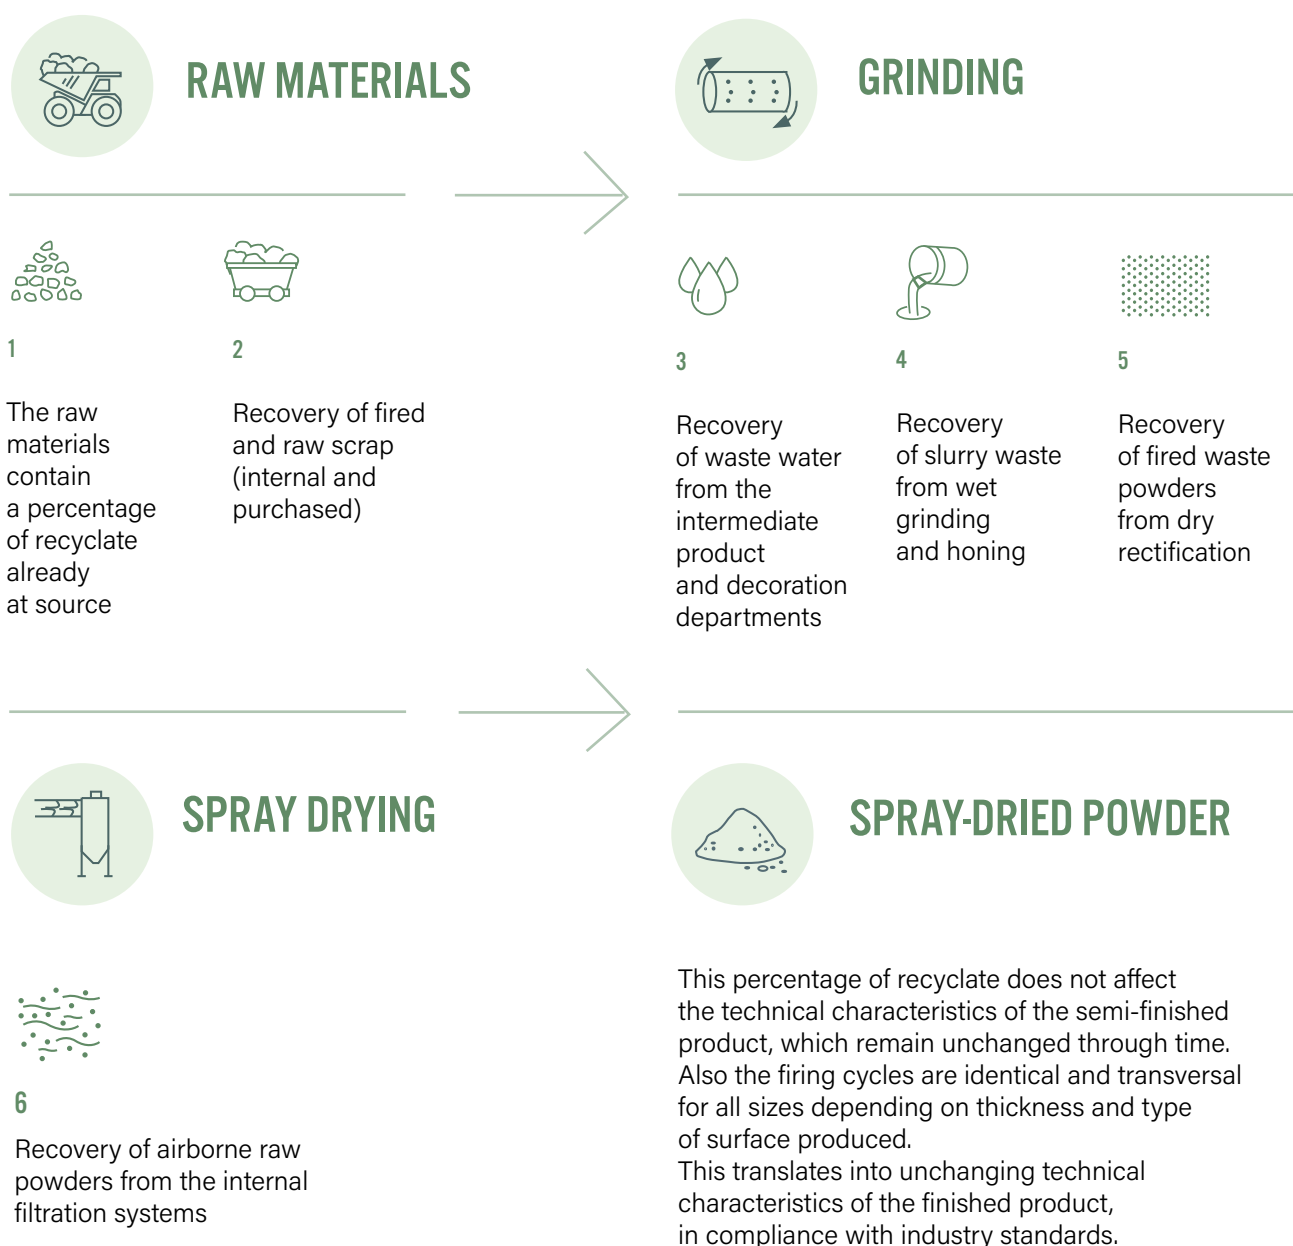 RAW MATERIALS
GRINDING
1
The raw
materials
contain
a percentage
of recyclate
already
at source
2
Recovery of fired
and raw scrap
(internal and
purchased)
3
Recovery
of waste water
from the
intermediate
product
and decoration
departments
4
Recovery
of slurry waste
from wet
grinding
and honing
5
Recovery
of fired waste
powders
from dry
rectification
SPRAY DRYING
SPRAY-DRIED POWDER
6
Recovery of airborne raw
powders from the internal
filtration systems
This percentage of recyclate does not affect
the technical characteristics of the semi-finished
product, which remain unchanged through time.
Also the firing cycles are identical and transversal
for all sizes depending on thickness and type
of surface produced.
This translates into unchanging technical
characteristics of the finished product,
in compliance with industry standards.